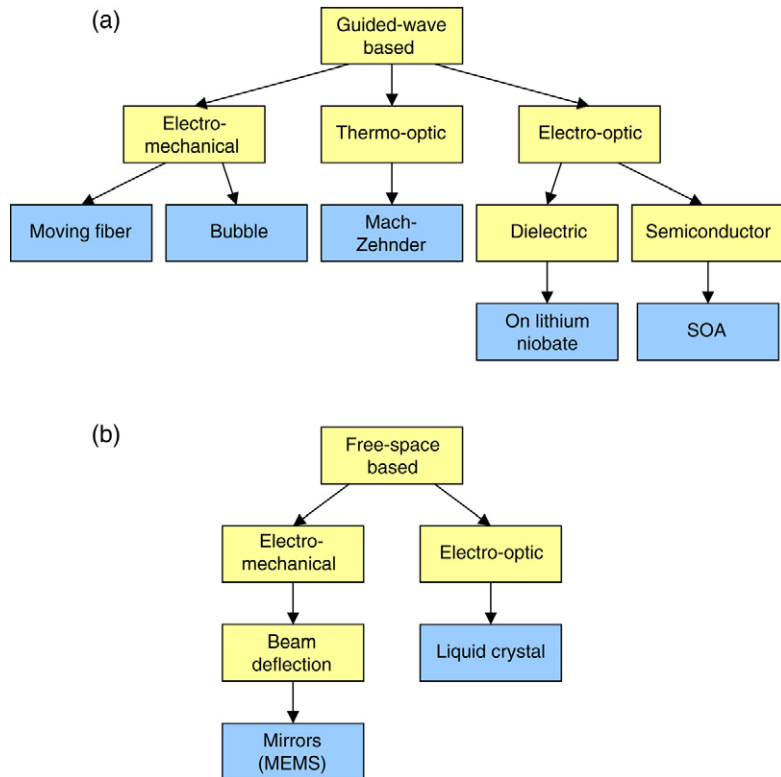 (a)
Guided-wave
based
Electro-
mechanical
Thermo-optic
Electro-optic
Moving fiber
Bubble
Mach-
Zehnder
Dielectric
Semiconductor
On lithium
niobate
SOA
(b)
Free-space
based
Electro-
mechanical
Electro-optic
Beam
deflection
Liquid crystal
Mirrors
(MEMS)